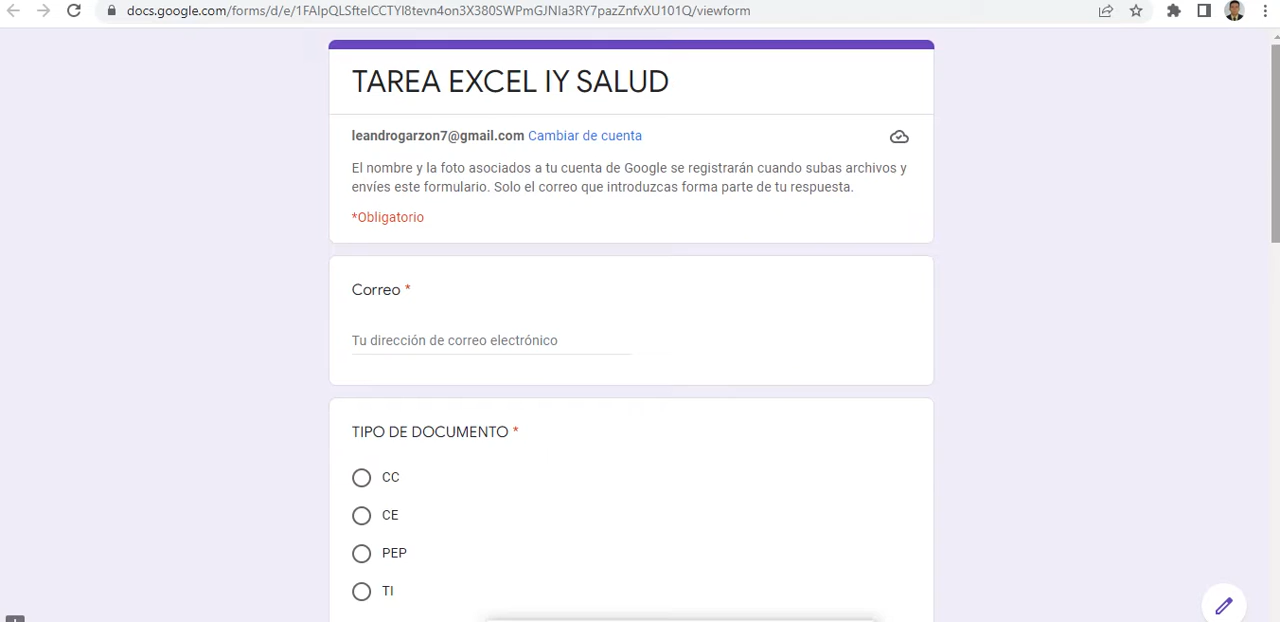 docs.google.com/forms/d/e/1FAIpQLSfteICCTYI8tevn4on3X380SWPmGJNIa3RY7pazZnfvXU101Q/viewform
TAREA EXCEL IY SALUD
leandrogarzon7@gmail.com Cambiar de cuenta
El nombre y la foto asociados a tu cuenta de Google se registrarán cuando subas archivos y
envíes este formulario. Solo el correo que introduzcas forma parte de tu respuesta.
*Obligatorio
Correo *
Tu dirección de correo electrónico
TIPO DE DOCUMENTO *
CC
CE
PEP
TI